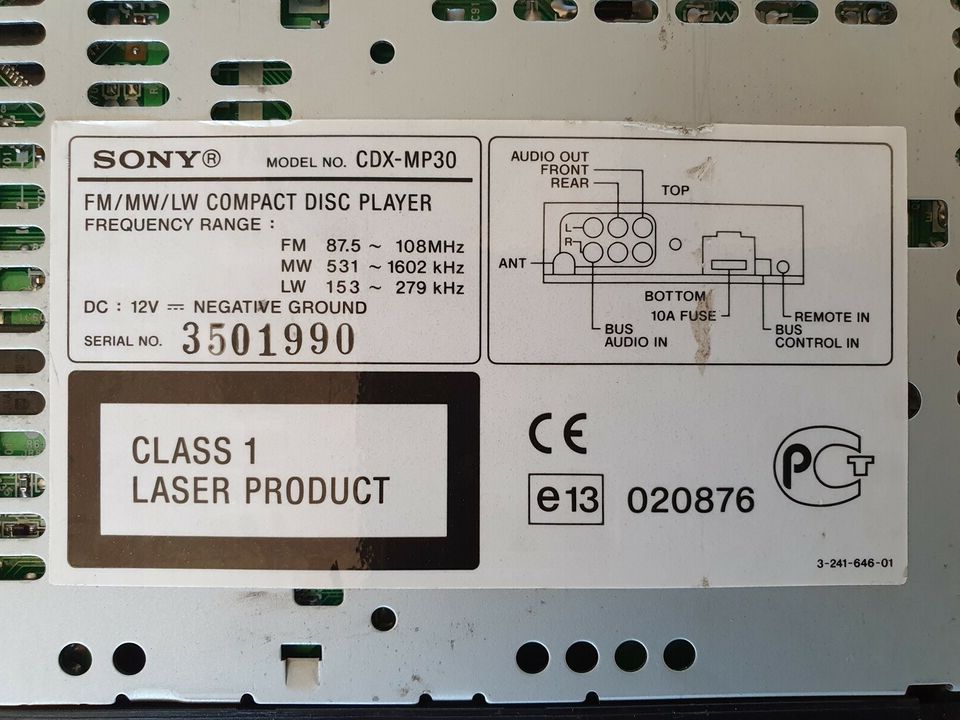 SONY® MODEL NO. CDX-MP30
FM/MW/LW COMPACT DISC PLAYER
FREQUENCY RANGE :
FM 87.5 ~ 108MHz
MW 531 ~ 1602 kHz
LW 153 ~ 279 kHz
DC : 12V ⎓ NEGATIVE GROUND
SERIAL NO. 3501990
AUDIO OUT
FRONT
REAR
TOP
L
R
ANT
BOTTOM
10A FUSE
REMOTE IN
BUS
AUDIO IN
BUS
CONTROL IN
CLASS 1
LASER PRODUCT
CE
e13 020876
PCT
3-241-646-01